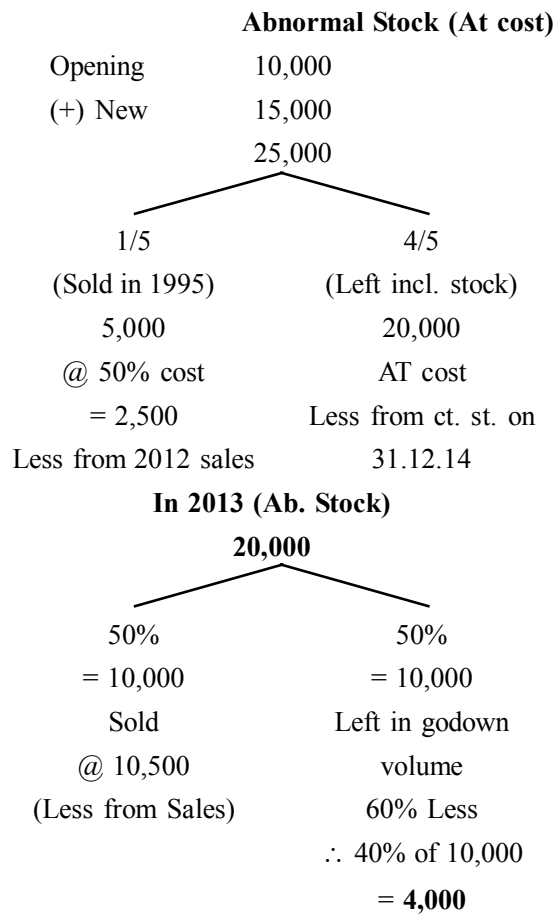 Abnormal Stock (At cost)
Opening 10,000
(+) New 15,000
25,000
1/5 4/5
(Sold in 1995) (Left incl. stock)
5,000 20,000
@ 50% cost AT cost
= 2,500 Less from ct. st. on
Less from 2012 sales 31.12.14
In 2013 (Ab. Stock)
20,000
50% 50%
= 10,000 = 10,000
Sold Left in godown
@ 10,500 volume
(Less from Sales) 60% Less
∴ 40% of 10,000
= 4,000